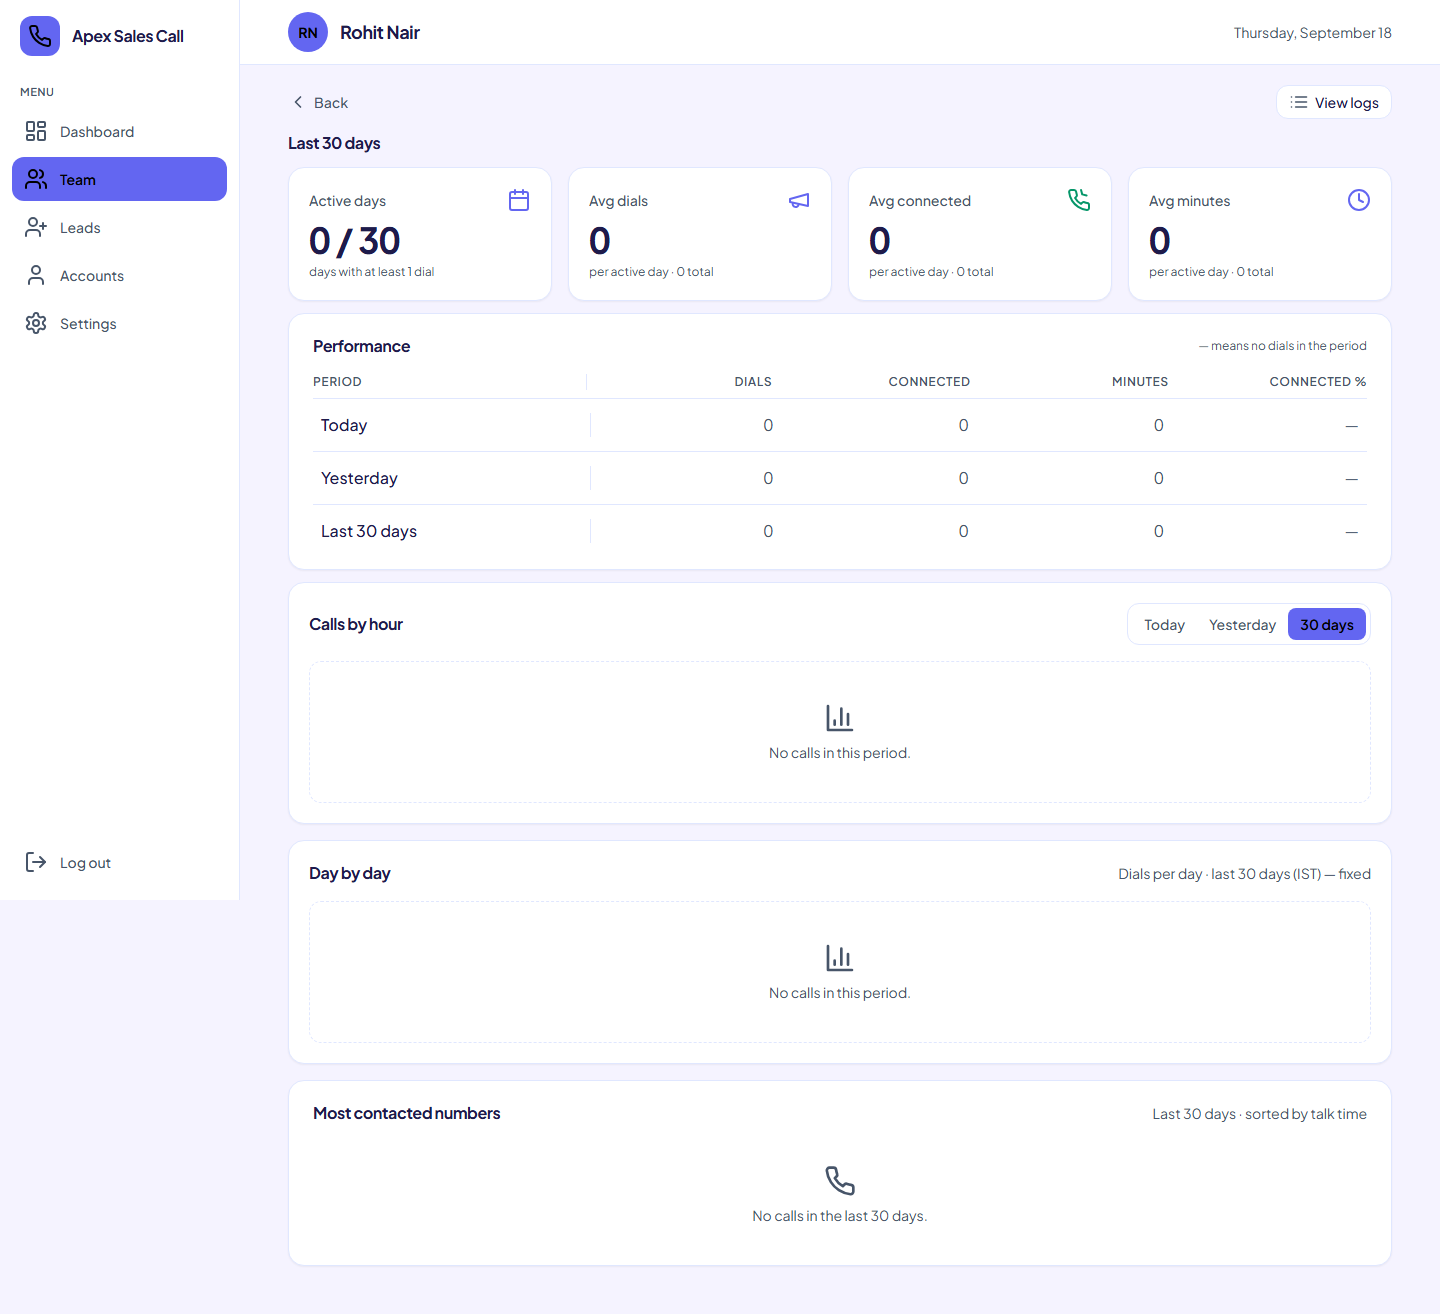 Apex Sales Call
MENU
Dashboard
Team
Leads
Accounts
Settings
Log out
RN
Rohit Nair
Thursday, September 18
Back
View logs
Last 30 days
Active days
0 / 30
days with at least 1 dial
Avg dials
0
per active day · 0 total
Avg connected
0
per active day · 0 total
Avg minutes
0
per active day · 0 total
Performance
— means no dials in the period
PERIOD DIALS CONNECTED MINUTES CONNECTED %
Today 0 0 0 —
Yesterday 0 0 0 —
Last 30 days 0 0 0 —
Calls by hour
Today Yesterday 30 days
No calls in this period.
Day by day
Dials per day · last 30 days (IST) — fixed
No calls in this period.
Most contacted numbers
Last 30 days · sorted by talk time
No calls in the last 30 days.